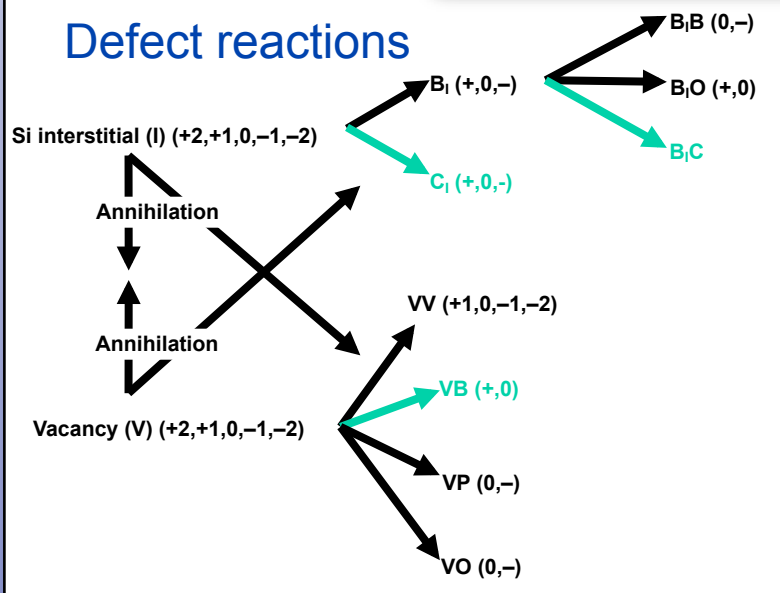 Defect reactions
BIB (0,–)
BI (+,0,–)
BIO (+,0)
Si interstitial (I) (+2,+1,0,–1,–2)
BIC
CI (+,0,-)
Annihilation
VV (+1,0,–1,–2)
Annihilation
VB (+,0)
Vacancy (V) (+2,+1,0,–1,–2)
VP (0,–)
VO (0,–)